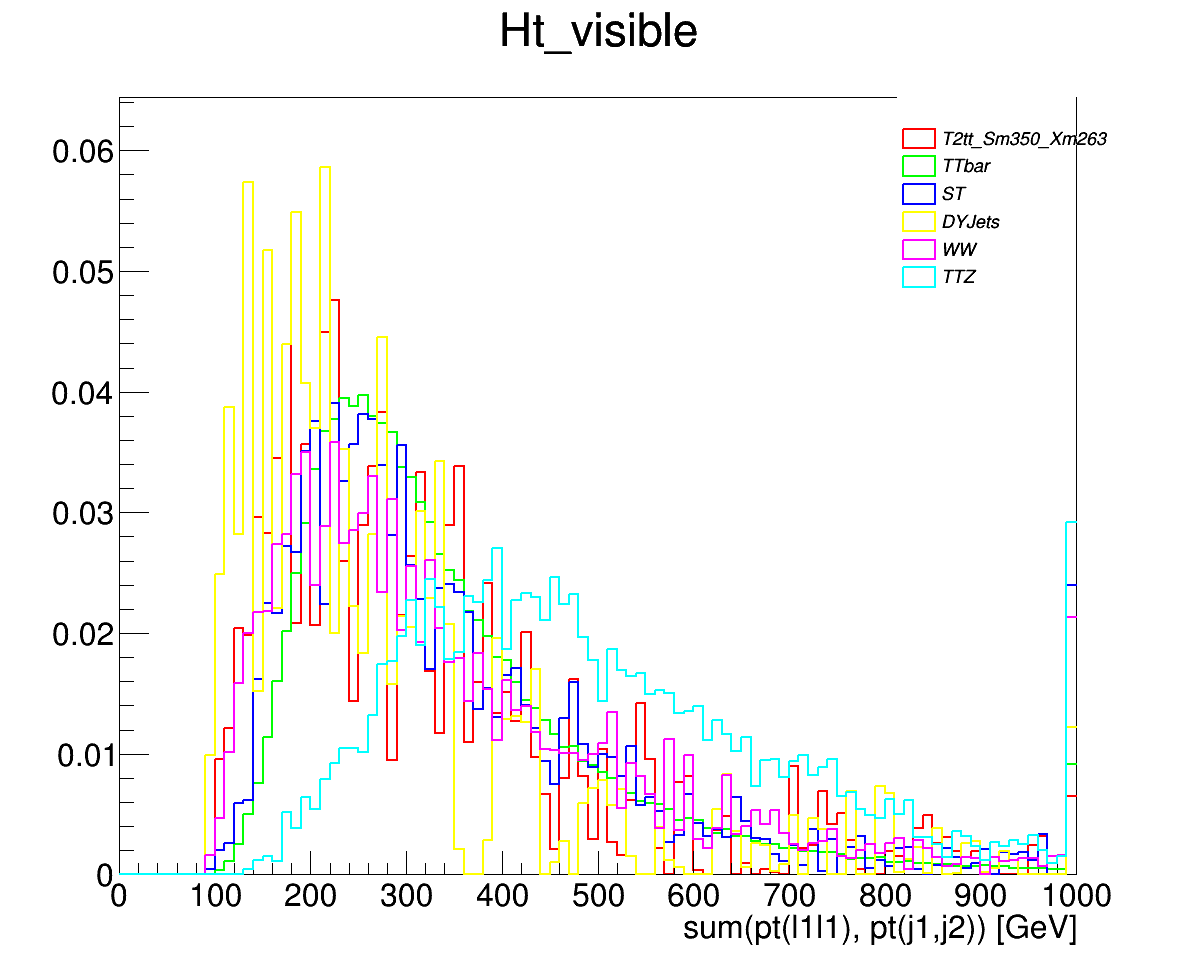 Ht_visible
T2tt_Sm350_Xm263
TTbar
ST
DYJets
WW
TTZ
0.06
0.05
0.04
0.03
0.02
0.01
0
0 100 200 300 400 500 600 700 800 900 1000
sum(pt(l1l1), pt(j1,j2)) [GeV]